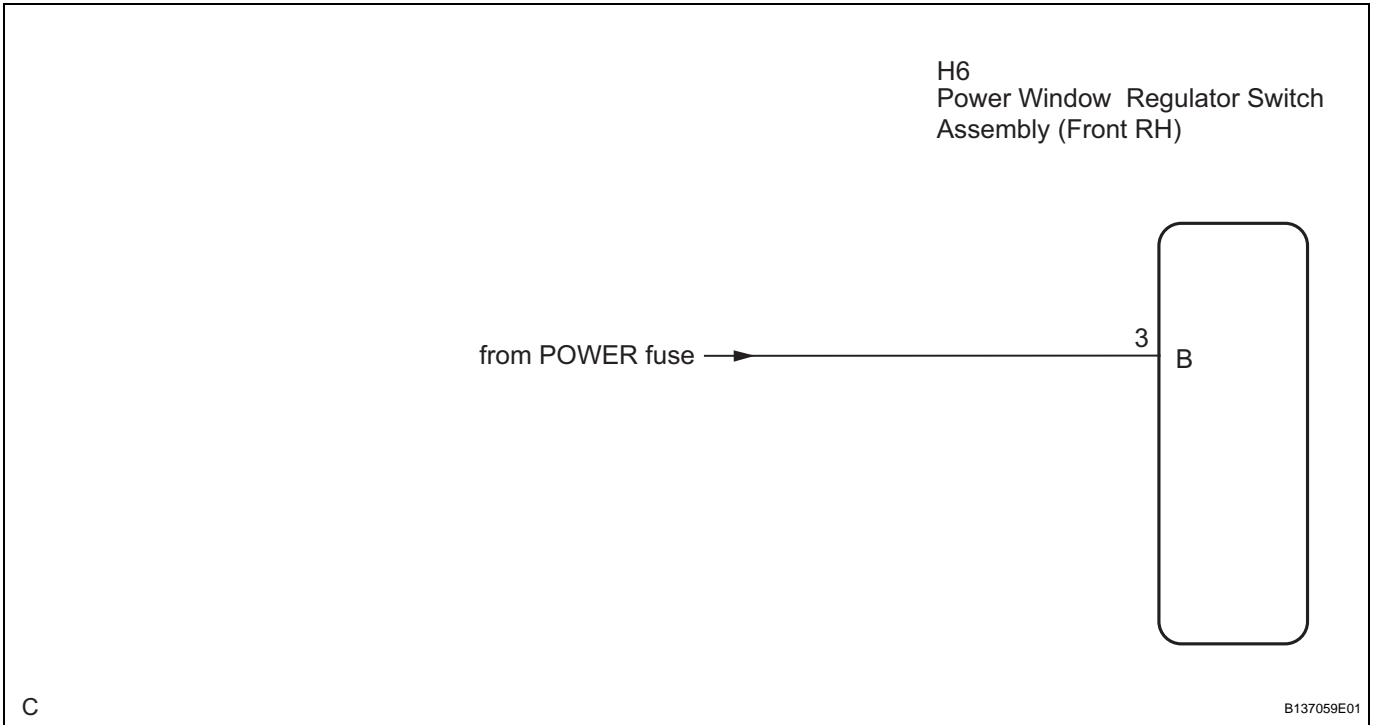 H6
Power Window Regulator Switch
Assembly (Front RH)
3
from POWER fuse
B
C
B137059E01